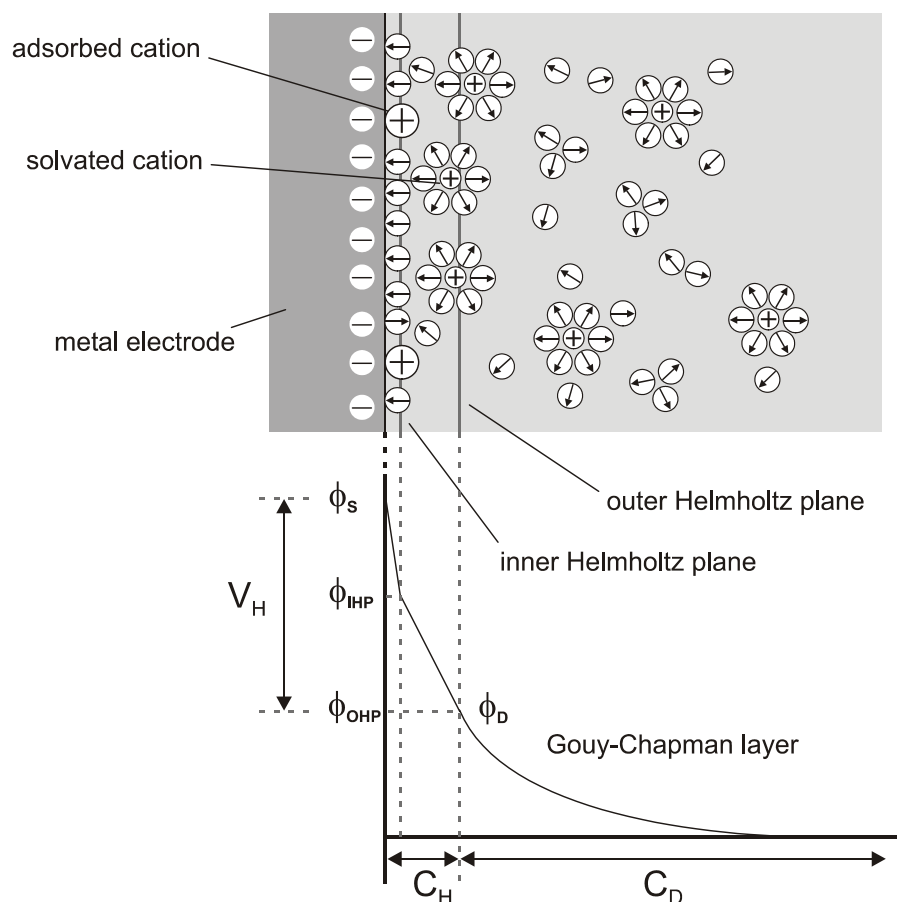 adsorbed cation
solvated cation
metal electrode
outer Helmholtz plane
inner Helmholtz plane
ϕS
VH
ϕIHP
ϕOHP
ϕD
Gouy-Chapman layer
CH
CD